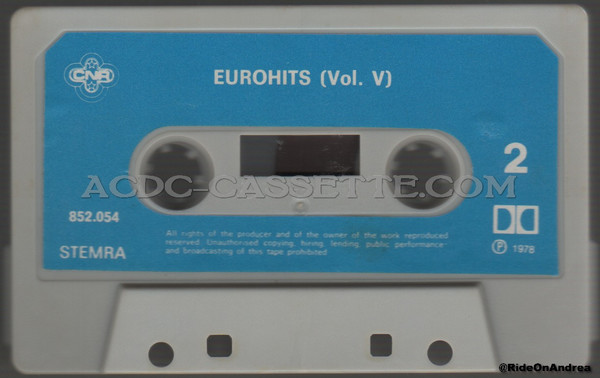 CNR
EUROHITS (Vol. V)
2
ACDC-CASSETTE.COM
852.054
All rights of the producer and of the owner of the work reproduced
reserved. Unauthorised copying, hiring, lending, public performance
and broadcasting of this tape prohibited
STEMRA
℗ 1978
@RideOnAndrea